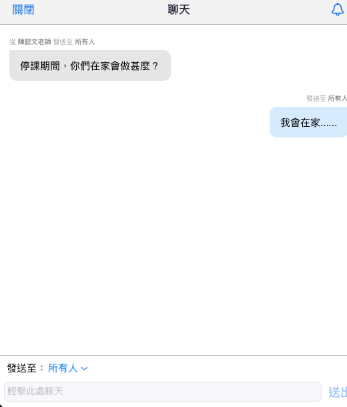 關閉
聊天
從 陳懿文老師 發送至 所有人
停課期間，你們在家會做甚麼？
發送至 所有人
我會在家......
發送至： 所有人
輕擊此處聊天
送出